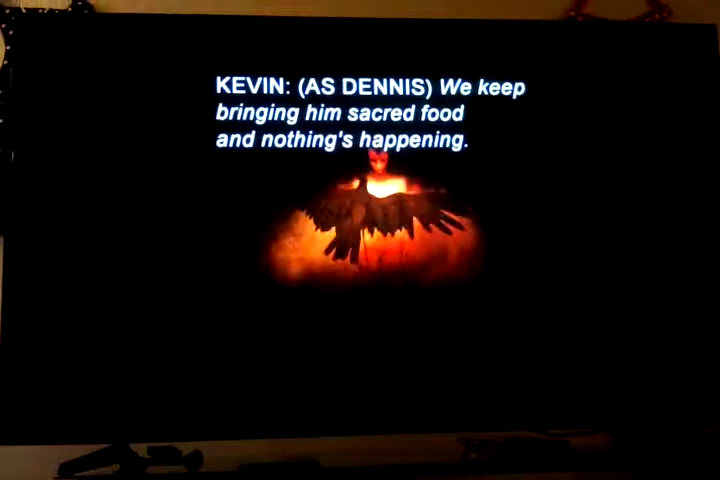 KEVIN: (AS DENNIS) We keep
bringing him sacred food
and nothing's happening.